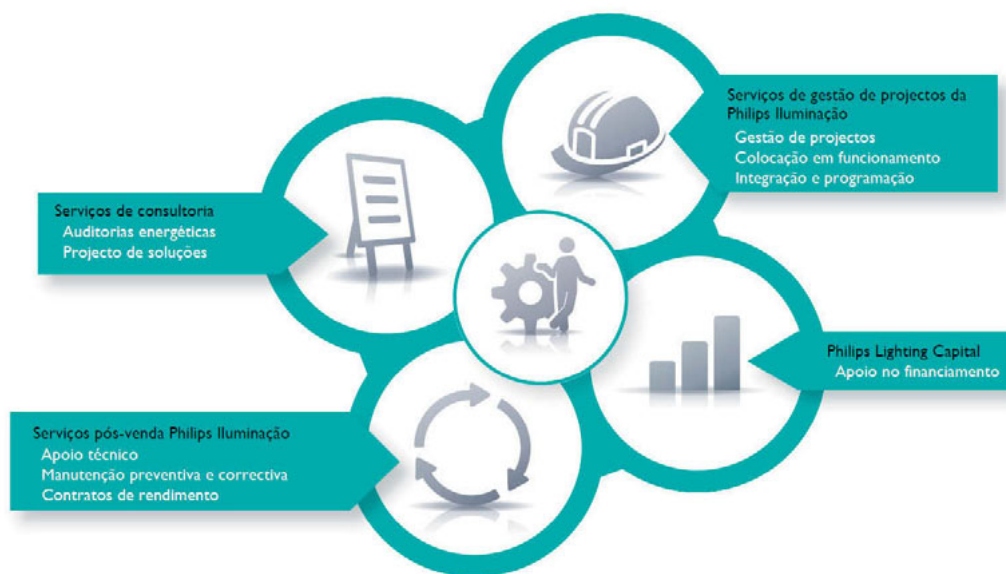 Serviços de gestão de projectos da
Philips Iluminação
Gestão de projectos
Colocação em funcionamento
Integração e programação
Serviços de consultoria
Auditorias energéticas
Projecto de soluções
Philips Lighting Capital
Apoio no financiamento
Serviços pós-venda Philips Iluminação
Apoio técnico
Manutenção preventiva e correctiva
Contratos de rendimento